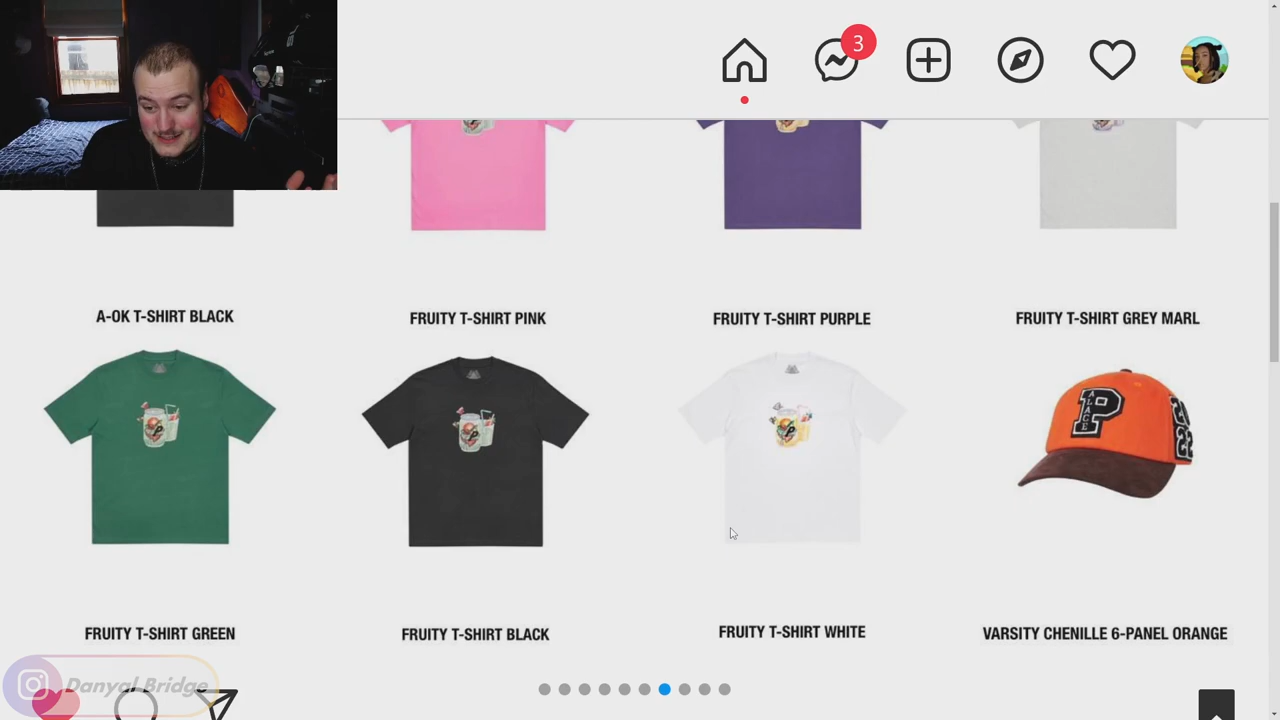 3
A-OK T-SHIRT BLACK
FRUITY T-SHIRT PINK
FRUITY T-SHIRT PURPLE
FRUITY T-SHIRT GREY MARL
P
P
P
PALACE
FRUITY T-SHIRT GREEN
FRUITY T-SHIRT BLACK
FRUITY T-SHIRT WHITE
VARSITY CHENILLE 6-PANEL ORANGE
Danyal Bridge